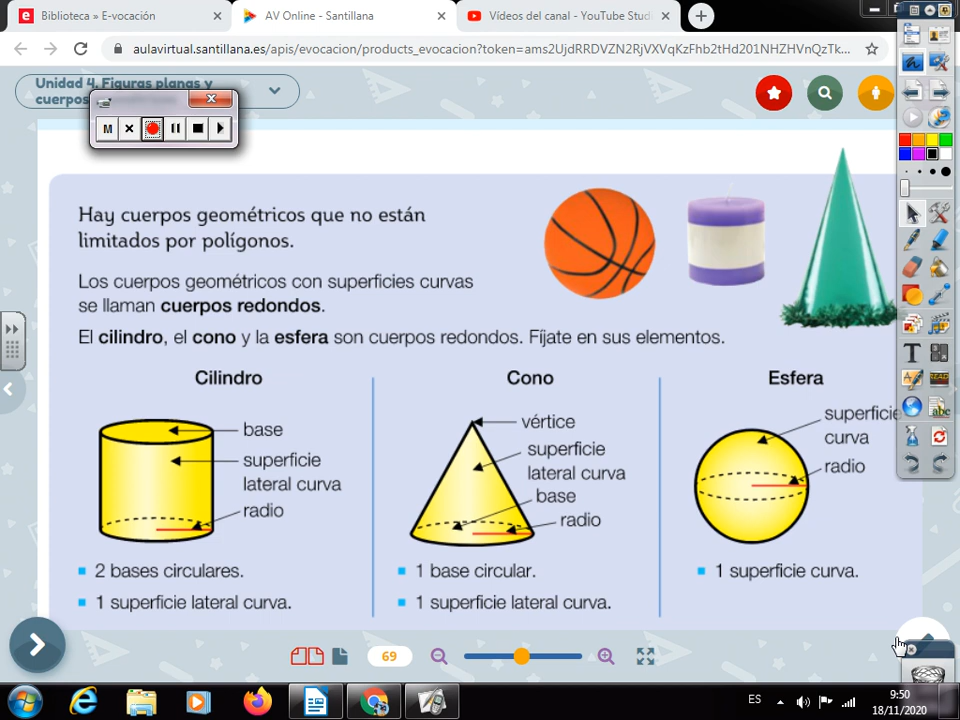 Biblioteca » E-vocación
AV Online - Santillana
Vídeos del canal - YouTube Studi
aulavirtual.santillana.es/apis/evocacion/products_evocacion?token=ams2UjdRRDVZN2RjVXVqKzFhb2tHd201NHZHVnQzTk...
Unidad 4. Figuras planas y
cuerpos
M
Hay cuerpos geométricos que no están
limitados por polígonos.
Los cuerpos geométricos con superficies curvas
se llaman cuerpos redondos.
El cilindro, el cono y la esfera son cuerpos redondos. Fíjate en sus elementos.
Cilindro
base
superficie
lateral curva
radio
2 bases circulares.
1 superficie lateral curva.
Cono
vértice
superficie
lateral curva
base
radio
1 base circular.
1 superficie lateral curva.
Esfera
superficie
curva
radio
1 superficie curva.
69
ES
9:50
18/11/2020